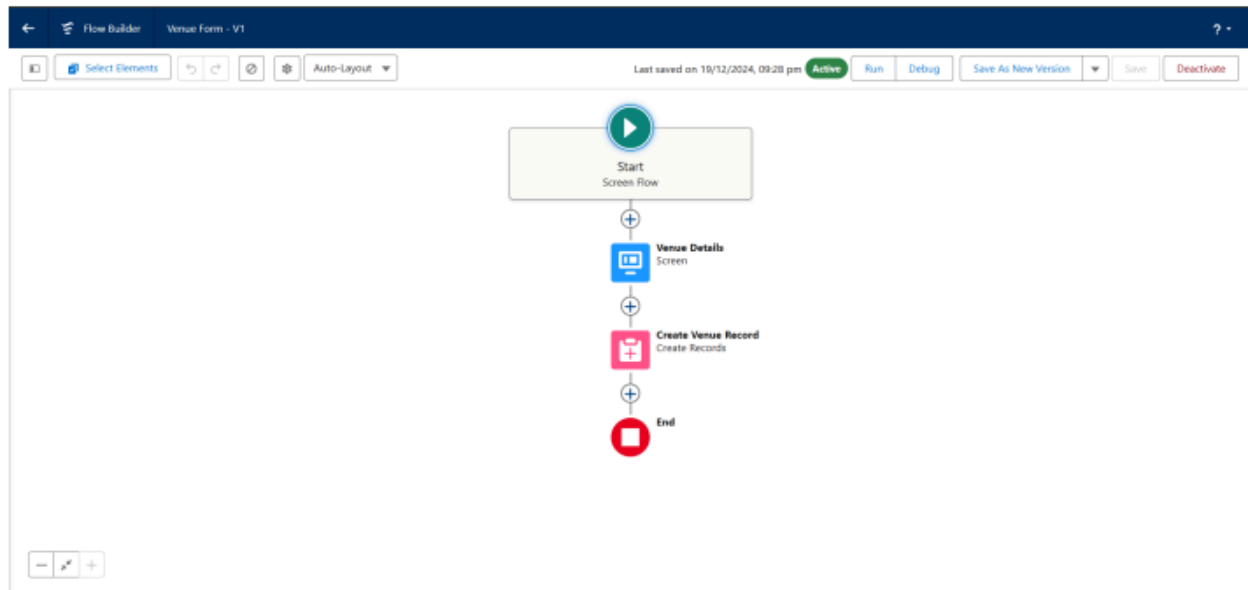 Flow Builder Venue Form - V1 ?
Select Elements Auto-Layout Last saved on 19/12/2024, 09:28 pm Active Run Debug Save As New Version Save Deactivate
Start
Screen Flow
Venue Details
Screen
Create Venue Record
Create Records
End